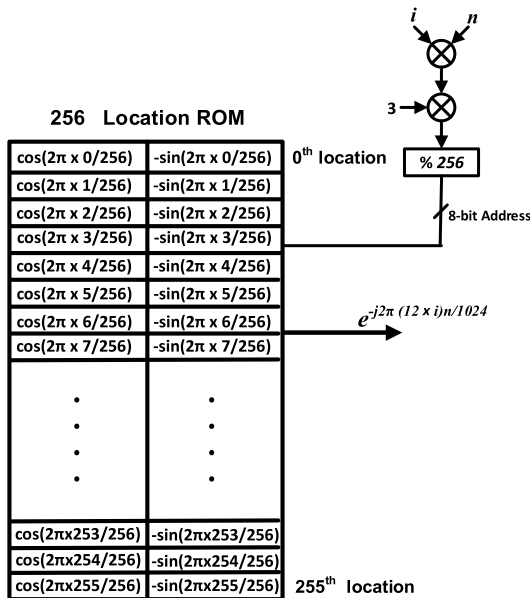 i n
3
256 Location ROM
% 256
8-bit Address
0th location
cos(2π x 0/256) -sin(2π x 0/256)
cos(2π x 1/256) -sin(2π x 1/256)
cos(2π x 2/256) -sin(2π x 2/256)
cos(2π x 3/256) -sin(2π x 3/256)
cos(2π x 4/256) -sin(2π x 4/256)
cos(2π x 5/256) -sin(2π x 5/256)
cos(2π x 6/256) -sin(2π x 6/256)
cos(2π x 7/256) -sin(2π x 7/256)
e-j2π (12 x i)n/1024
cos(2πx253/256) -sin(2πx253/256)
cos(2πx254/256) -sin(2πx254/256)
cos(2πx255/256) -sin(2πx255/256)
255th location